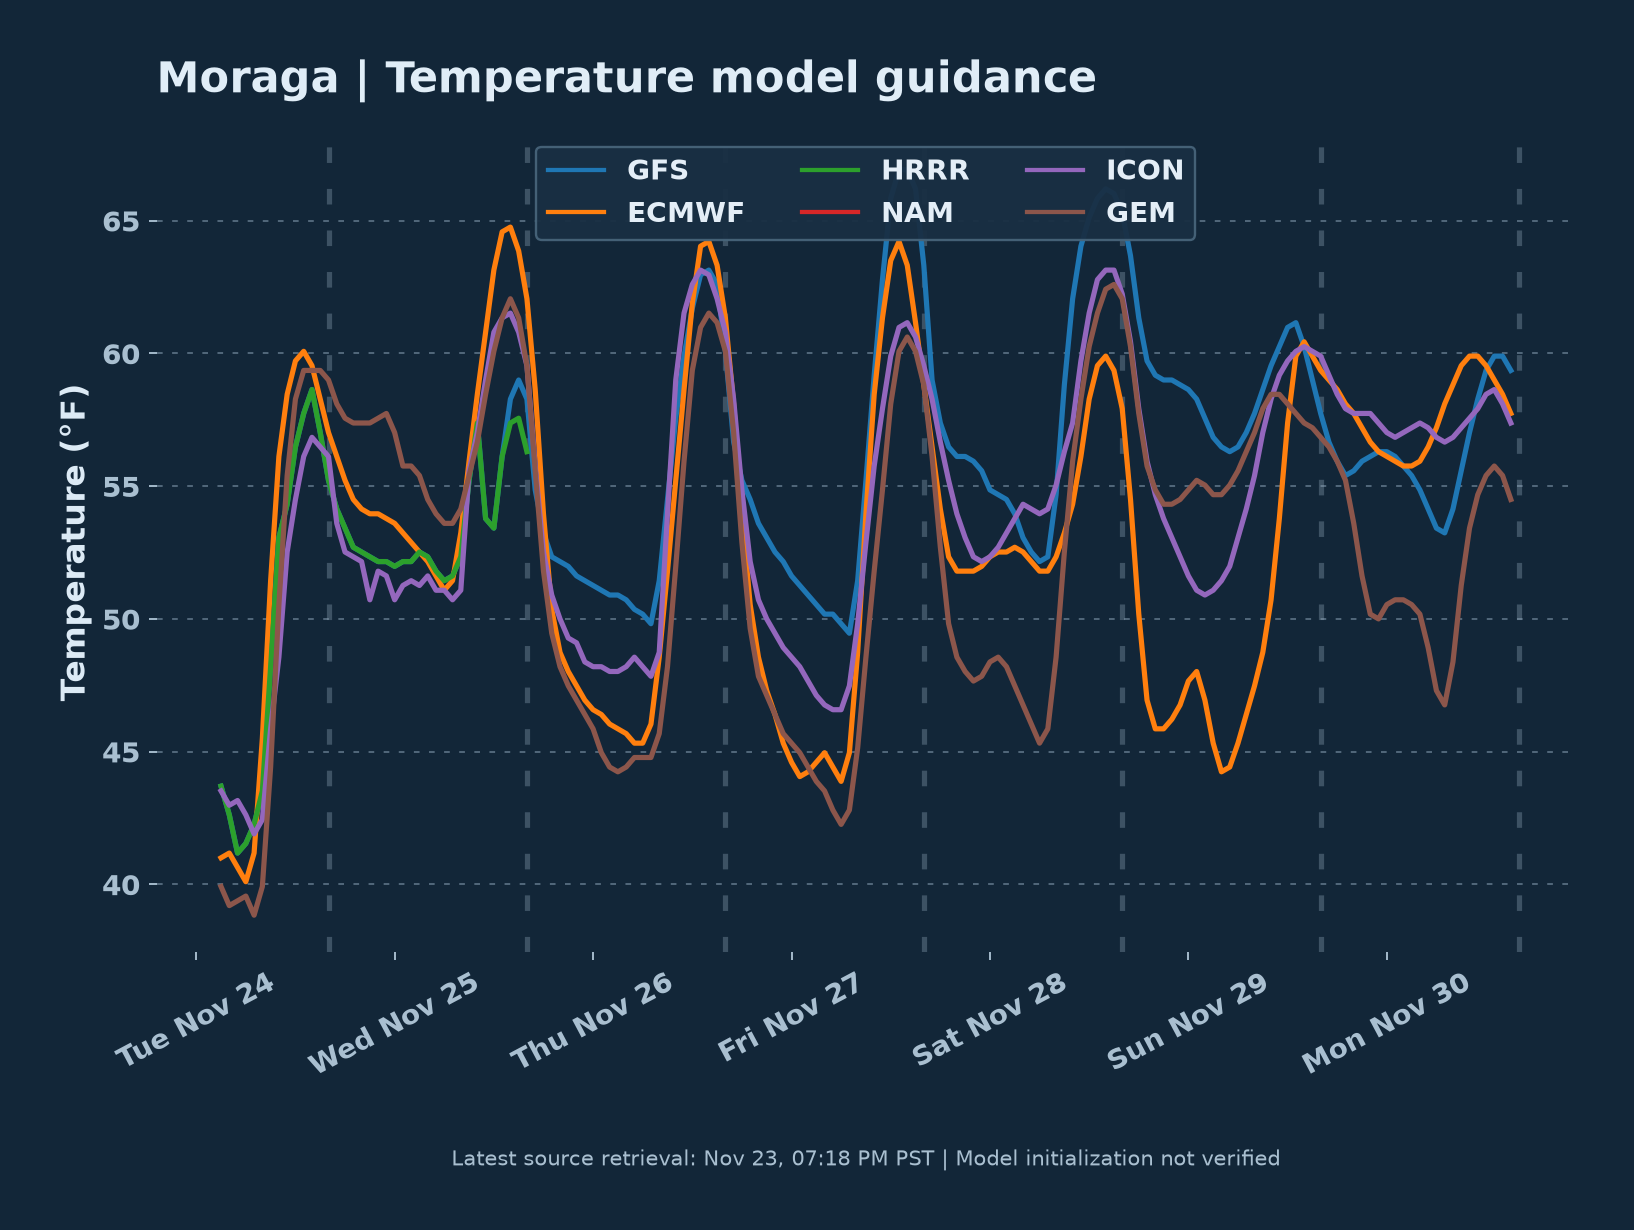 Moraga | Temperature model guidance
GFS HRRR ICON
ECMWF NAM GEM
Temperature (°F)
65
60
55
50
45
40
Tue Nov 24
Wed Nov 25
Thu Nov 26
Fri Nov 27
Sat Nov 28
Sun Nov 29
Mon Nov 30
Latest source retrieval: Nov 23, 07:18 PM PST | Model initialization not verified